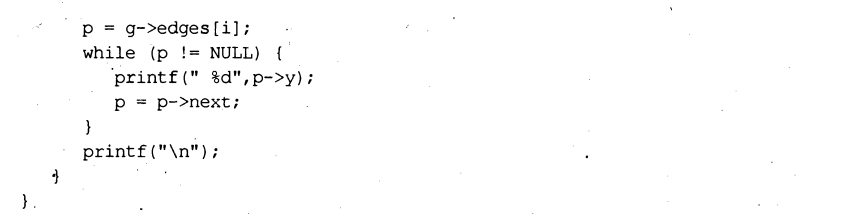 p = g->edges[i];
while (p != NULL) {
printf(" %d",p->y);
p = p->next;
}
printf("\n");
}
}